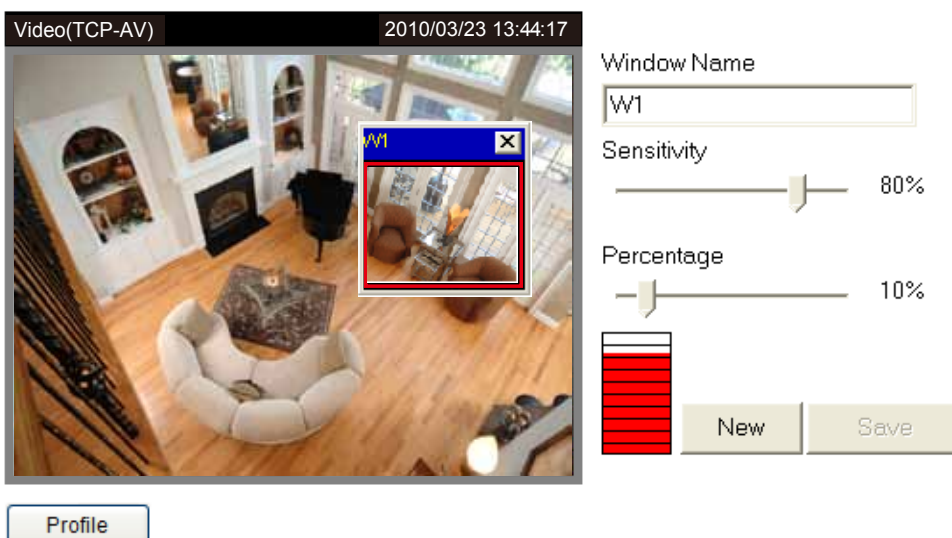 Video(TCP-AV) 2010/03/23 13:44:17
Window Name
W1
W1
Sensitivity
80%
Percentage
10%
New Save
Profile